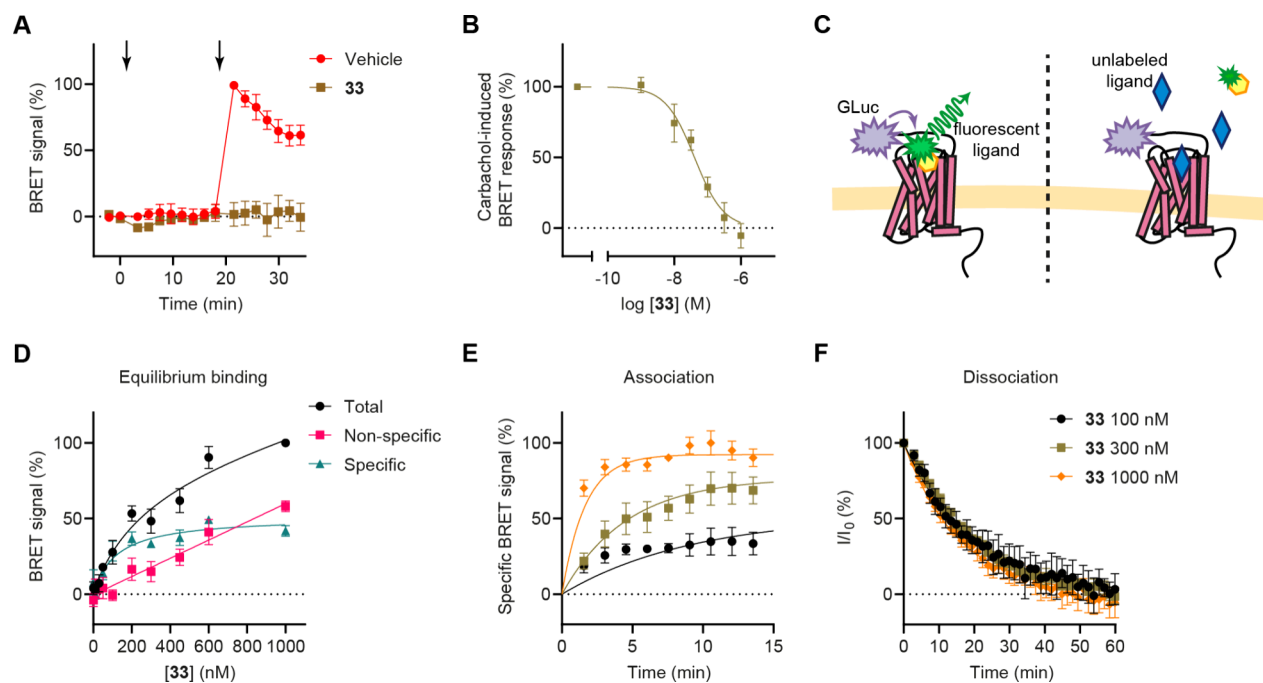 A
BRET signal (%)
100
50
0
0 10 20 30
Time (min)
Vehicle
33
B
Carbachol-induced
BRET response (%)
100
50
0
-10 -8 -6
log [33] (M)
C
GLuc
fluorescent
ligand
unlabeled
ligand
D
Equilibrium binding
BRET signal (%)
100
50
0
0 200 400 600 800 1000
[33] (nM)
Total
Non-specific
Specific
E
Association
Specific BRET signal (%)
100
50
0
0 5 10 15
Time (min)
F
Dissociation
I/I0 (%)
100
50
0
0 10 20 30 40 50 60
Time (min)
33 100 nM
33 300 nM
33 1000 nM